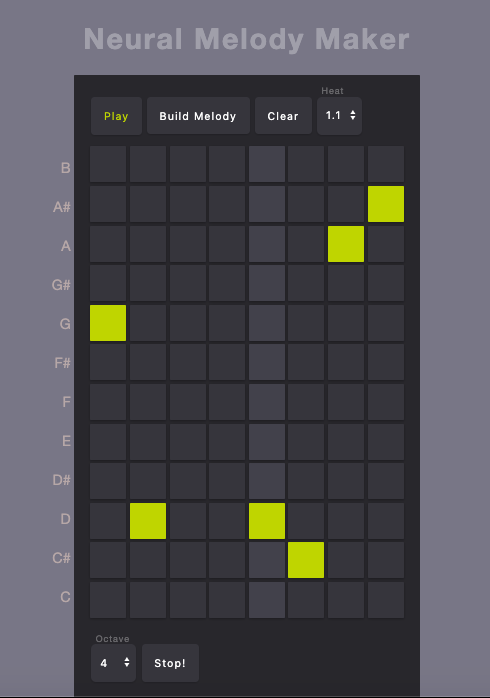 Neural Melody Maker
Heat
Play Build Melody Clear 1.1
B
A#
A
G#
G
F#
F
E
D#
D
C#
C
Octave
4 Stop!